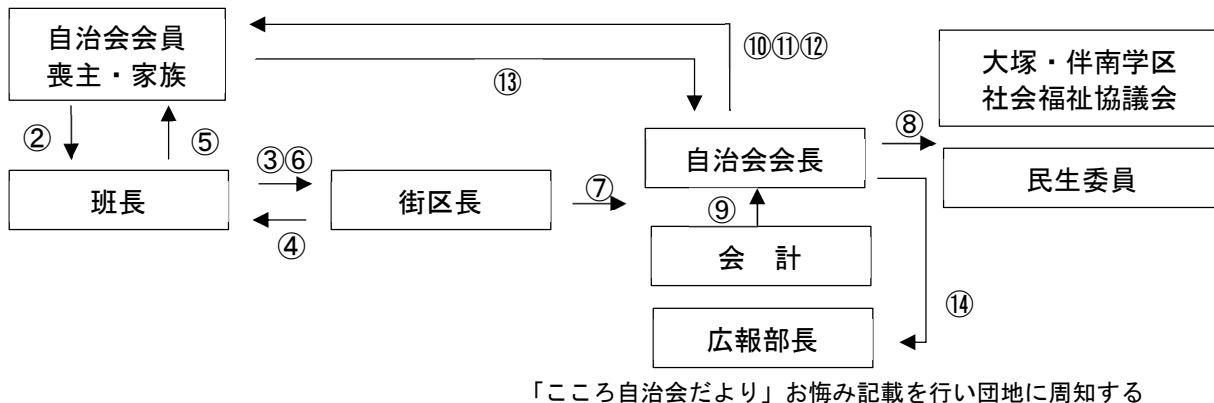 自治会会員
喪主・家族
⑩⑪⑫
⑬
大塚・伴南学区
社会福祉協議会
②
⑤
⑧
③⑥
自治会会長
民生委員
班長
街区長
⑦
⑨
④
会　計
⑭
広報部長
「こころ自治会だより」お悔み記載を行い団地に周知する